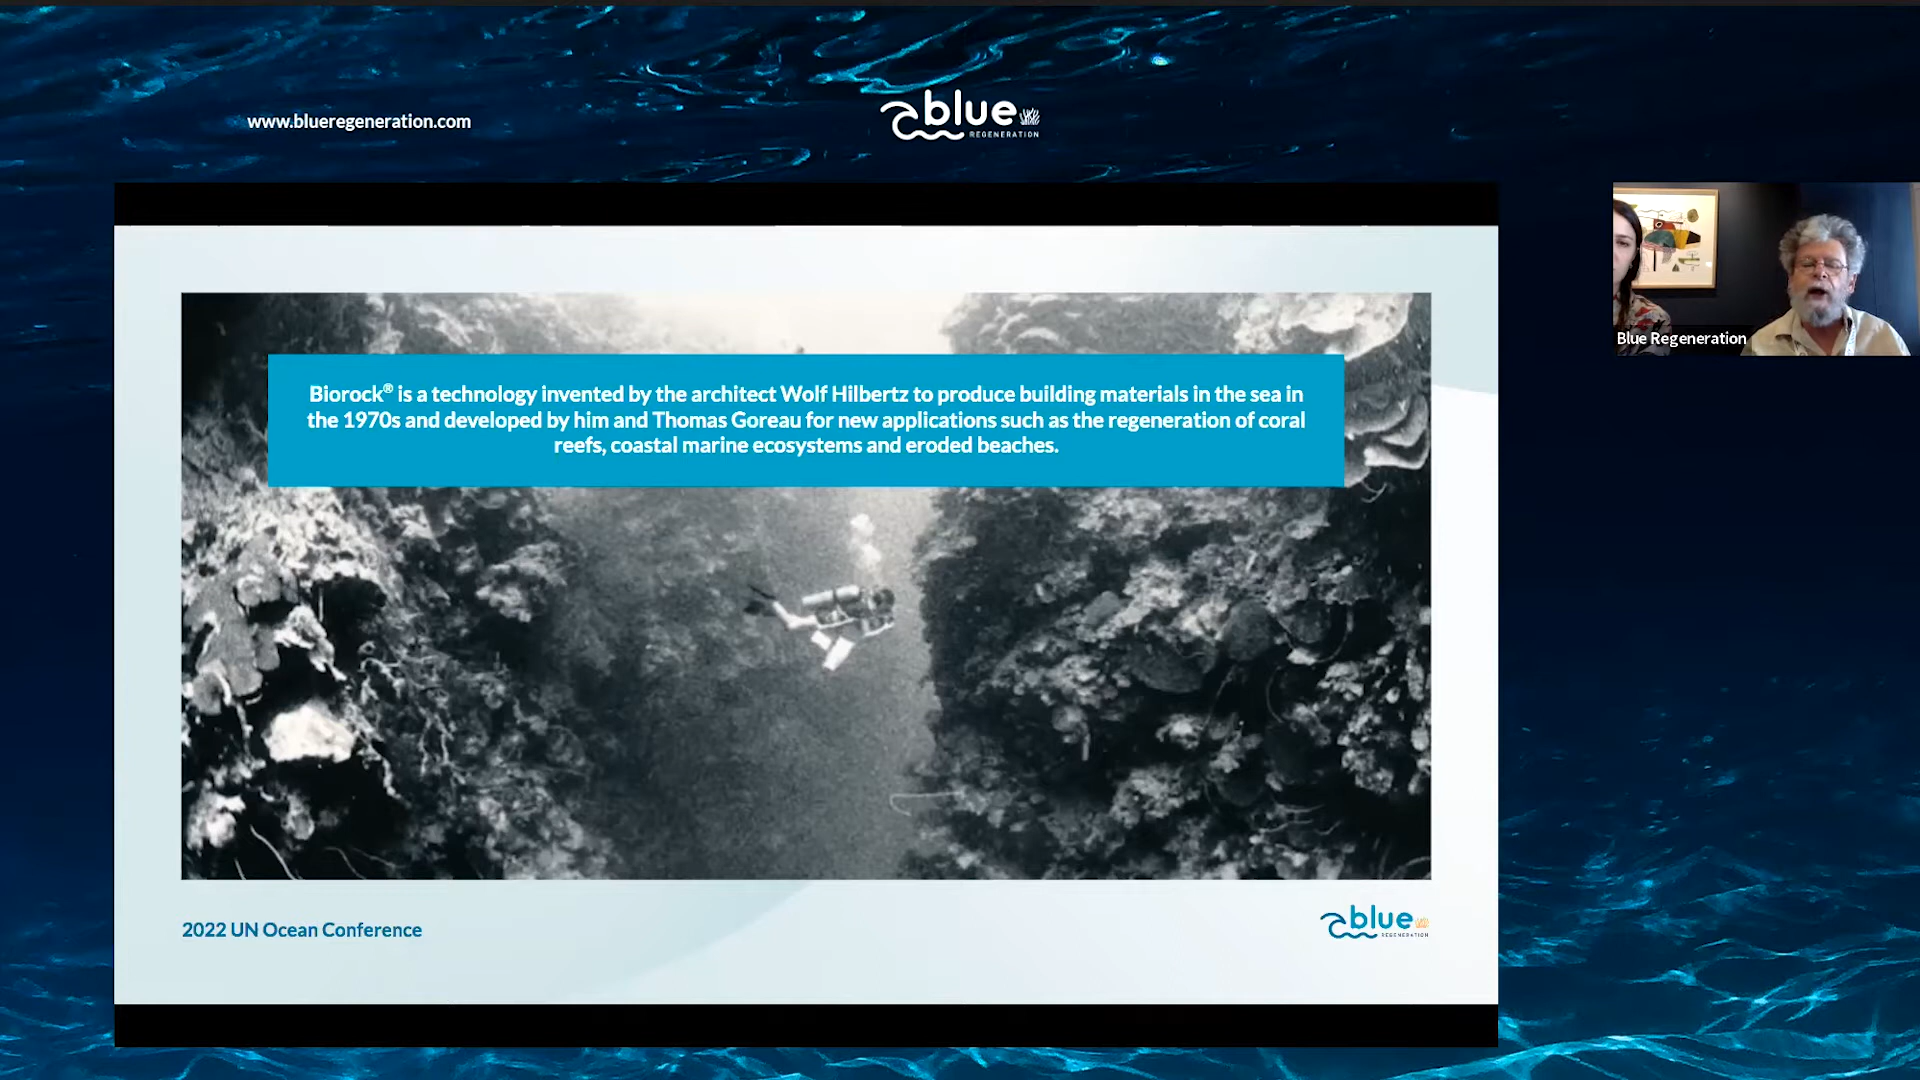 www.blueregeneration.com
blue
REGENERATION
Blue Regeneration
Biorock® is a technology invented by the architect Wolf Hilbertz to produce building materials in the sea in
the 1970s and developed by him and Thomas Goreau for new applications such as the regeneration of coral
reefs, coastal marine ecosystems and eroded beaches.
2022 UN Ocean Conference
blue
REGENERATION